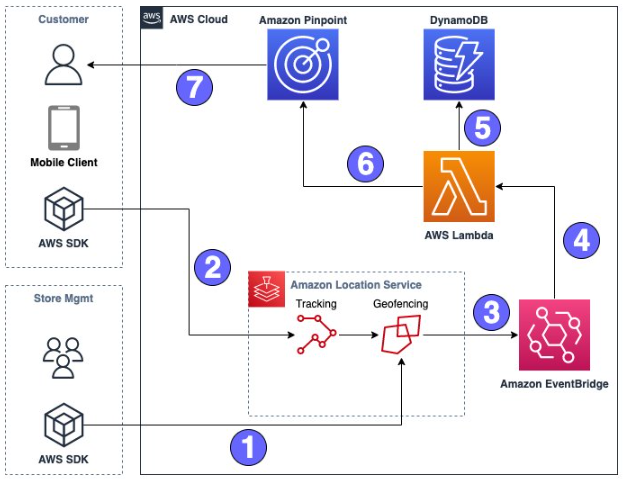 Customer
aws
AWS Cloud
Amazon Pinpoint
DynamoDB
7
Mobile Client
6
5
AWS Lambda
AWS SDK
2
4
Amazon Location Service
Store Mgmt
Tracking
Geofencing
3
Amazon EventBridge
1
AWS SDK